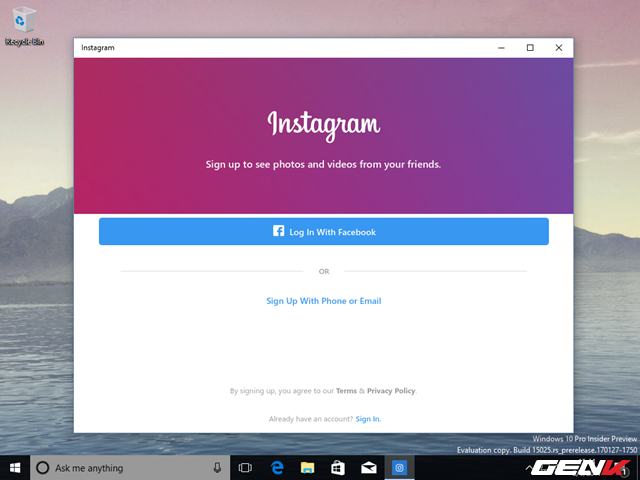 Recycle Bin
Instagram
Instagram
Sign up to see photos and videos from your friends.
Log In With Facebook
OR
Sign Up With Phone or Email
By signing up, you agree to our Terms & Privacy Policy.
Already have an account? Sign In.
Windows 10 Pro Insider Preview
Evaluation copy. Build 15025.rs_prerelease.170127-1750
Ask me anything
GENK